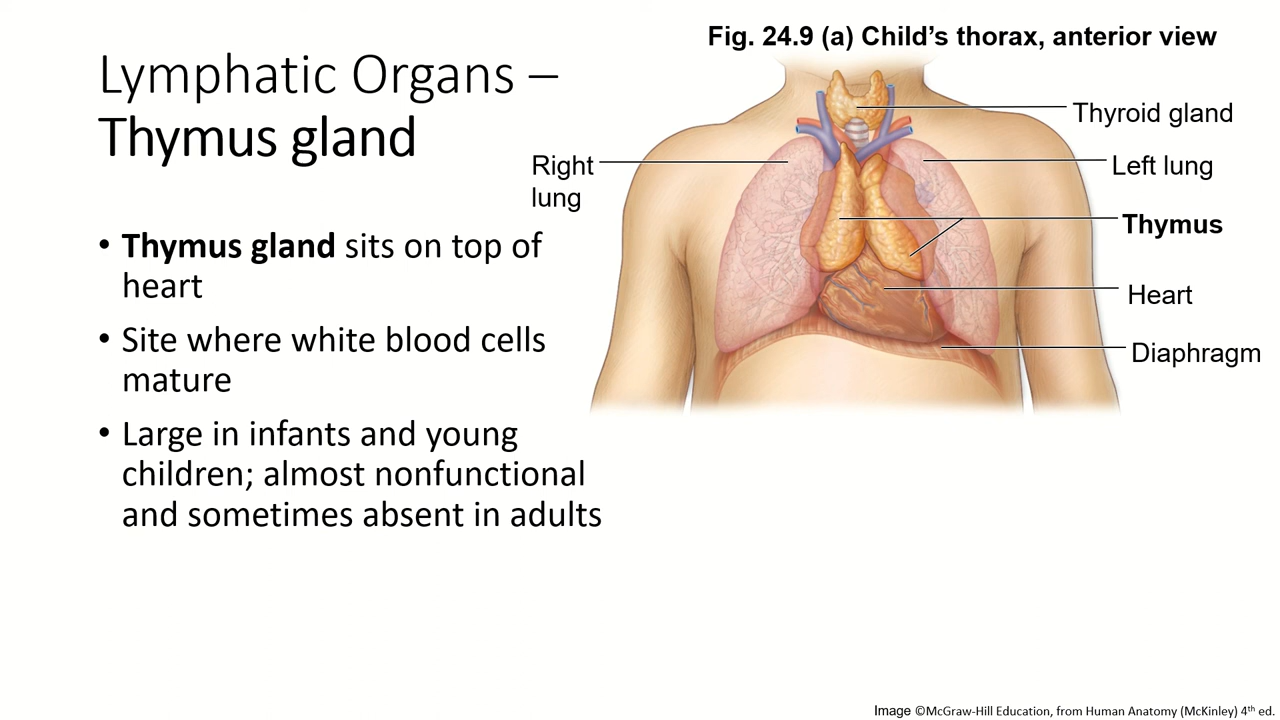 Lymphatic Organs –
Thymus gland
• Thymus gland sits on top of
heart
• Site where white blood cells
mature
• Large in infants and young
children; almost nonfunctional
and sometimes absent in adults
Fig. 24.9 (a) Child’s thorax, anterior view
Thyroid gland
Right
lung
Left lung
Thymus
Heart
Diaphragm
Image ©McGraw-Hill Education, from Human Anatomy (McKinley) 4th ed.